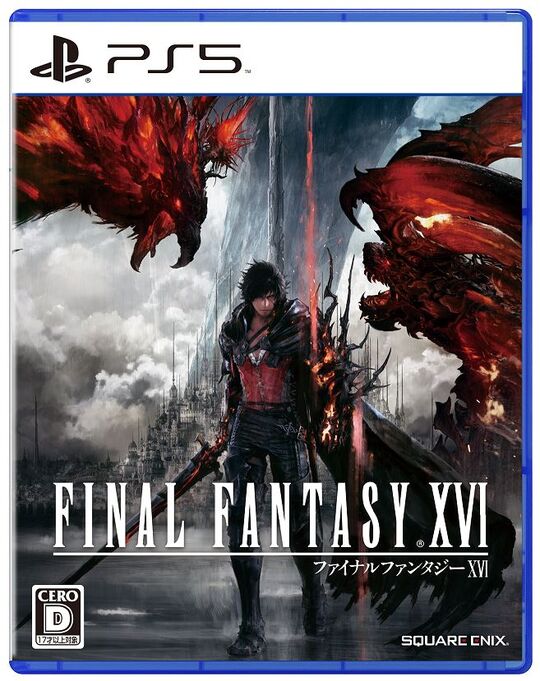 PS5
FINAL FANTASY® XVI
ファイナルファンタジーXVI
CERO
D
17才以上対象
SQUARE ENIX®